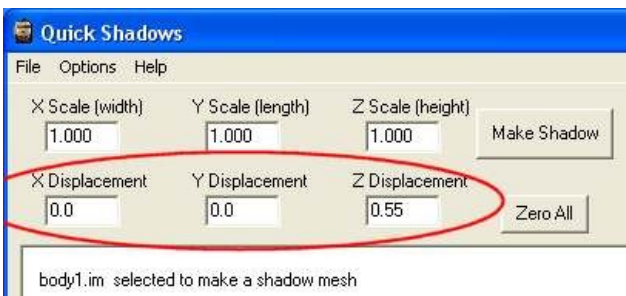 Quick Shadows
File Options Help
X Scale (width) Y Scale (length) Z Scale (height)
1.000 1.000 1.000 Make Shadow
X Displacement Y Displacement Z Displacement
0.0 0.0 0.55 Zero All
body1.im selected to make a shadow mesh